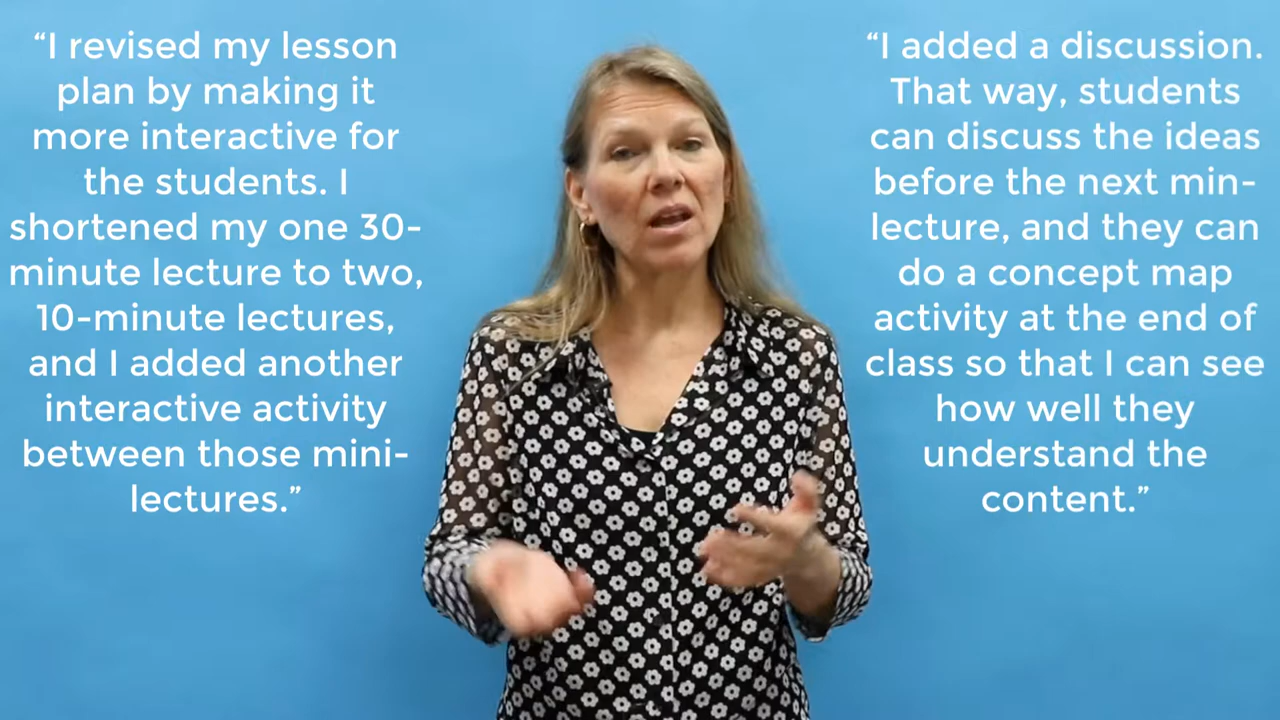 “I revised my lesson
plan by making it
more interactive for
the students. I
shortened my one 30-
minute lecture to two,
10-minute lectures,
and I added another
interactive activity
between those mini-
lectures.”
“I added a discussion.
That way, students
can discuss the ideas
before the next min-
lecture, and they can
do a concept map
activity at the end of
class so that I can see
how well they
understand the
content.”